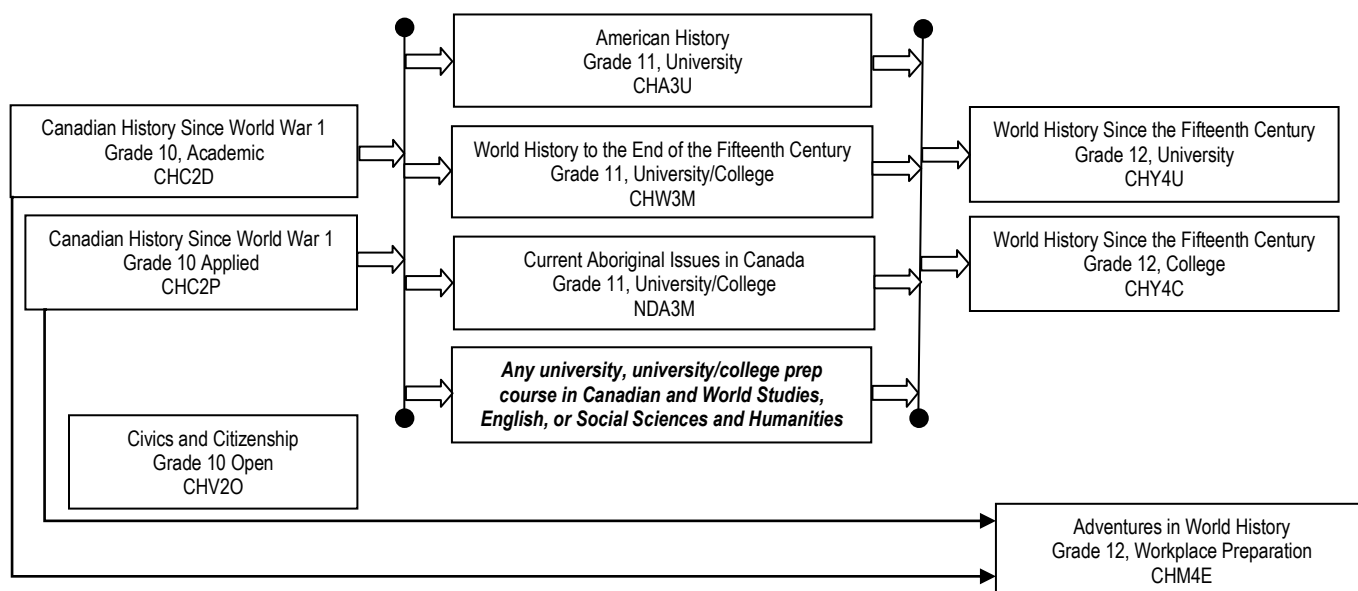 American History
Grade 11, University
CHA3U
Canadian History Since World War 1
Grade 10, Academic
CHC2D
World History to the End of the Fifteenth Century
Grade 11, University/College
CHW3M
World History Since the Fifteenth Century
Grade 12, University
CHY4U
Canadian History Since World War 1
Grade 10 Applied
CHC2P
Current Aboriginal Issues in Canada
Grade 11, University/College
NDA3M
World History Since the Fifteenth Century
Grade 12, College
CHY4C
Any university, university/college prep
course in Canadian and World Studies,
English, or Social Sciences and Humanities
Civics and Citizenship
Grade 10 Open
CHV2O
Adventures in World History
Grade 12, Workplace Preparation
CHM4E